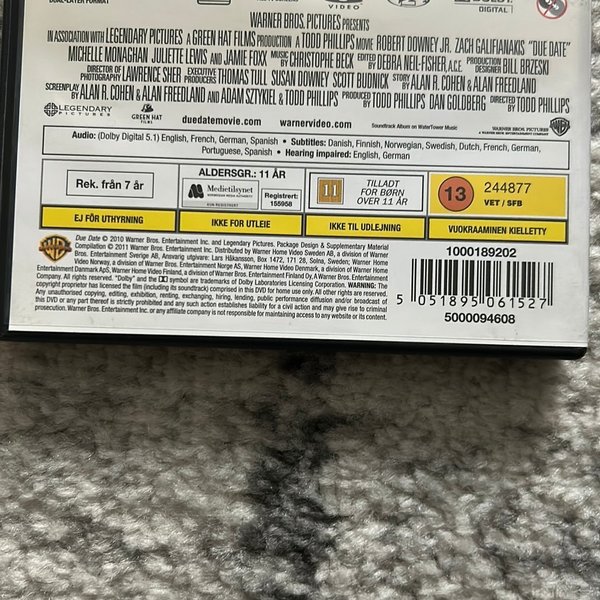 DUAL-LAYER FORMAT
VIDEO
DIGITAL
WARNER BROS. PICTURES PRESENTS
IN ASSOCIATION WITH LEGENDARY PICTURES A GREEN HAT FILMS PRODUCTION A TODD PHILLIPS MOVIE ROBERT DOWNEY JR. ZACH GALIFIANAKIS "DUE DATE"
MICHELLE MONAGHAN JULIETTE LEWIS AND JAMIE FOXX MUSIC BY CHRISTOPHE BECK EDITED BY DEBRA NEIL-FISHER, A.C.E. PRODUCTION DESIGNER BILL BRZESKI
DIRECTOR OF PHOTOGRAPHY LAWRENCE SHER EXECUTIVE PRODUCERS THOMAS TULL SUSAN DOWNEY SCOTT BUDNICK STORY BY ALAN R. COHEN & ALAN FREEDLAND
SCREENPLAY BY ALAN R. COHEN & ALAN FREEDLAND AND ADAM SZTYKIEL & TODD PHILLIPS PRODUCED BY TODD PHILLIPS DAN GOLDBERG DIRECTED BY TODD PHILLIPS
LEGENDARY PICTURES
GREEN HAT FILMS
duedatemovie.com warnervideo.com
Soundtrack Album on WaterTower Music
WARNER BROS. PICTURES
Audio: (Dolby Digital 5.1) English, French, German, Spanish • Subtitles: Danish, Finnish, Norwegian, Swedish, Dutch, French, German,
Portuguese, Spanish • Hearing impaired: English, German
Rek. från 7 år
EJ FÖR UTHYRNING
ALDERSGR.: 11 ÅR
Medietilsynet
Registrert:
155958
IKKE FOR UTLEIE
11
TILLADT
FOR BØRN
OVER 11 ÅR
IKKE TIL UDLEJNING
13
244877
VET / SFB
VUOKRAAMINEN KIELLETTY
Due Date © 2010 Warner Bros. Entertainment Inc. and Legendary Pictures. Package Design & Supplementary Material
Compilation © 2011 Warner Bros. Entertainment Inc. Distributed by Warner Home Video Sweden AB, a division of Warner
Bros. Entertainment Sverige AB, Ansvarig utgivare: Lars Håkansson, Box 1472, 171 28, Solna, Sweden; Warner Home
Video Norway, a division of Warner Bros. Entertainment Norge AS, Warner Home Video Denmark, a division of Warner Bros.
Entertainment Danmark ApS, Warner Home Video Finland, a division of Warner Bros. Entertainment Finland Oy, A Warner Bros. Entertainment
Company. All rights reserved. "Dolby" and the DD symbol are trademarks of Dolby Laboratories Licensing Corporation. WARNING: The
copyright proprietor has licensed the film (including its soundtrack) comprised in this DVD for home use only. All other rights are reserved.
Any unauthorised copying, editing, exhibition, renting, exchanging, hiring, lending, public performance diffusion and/or broadcast of
this DVD or any part thereof is strictly prohibited and any such action establishes liability for a civil action and may give rise to criminal
prosecution. Warner Bros. Entertainment Inc. or any affiliate company is not responsible for maintaining access to any website or its content.
1000189202
5 051895 061527
5000094608